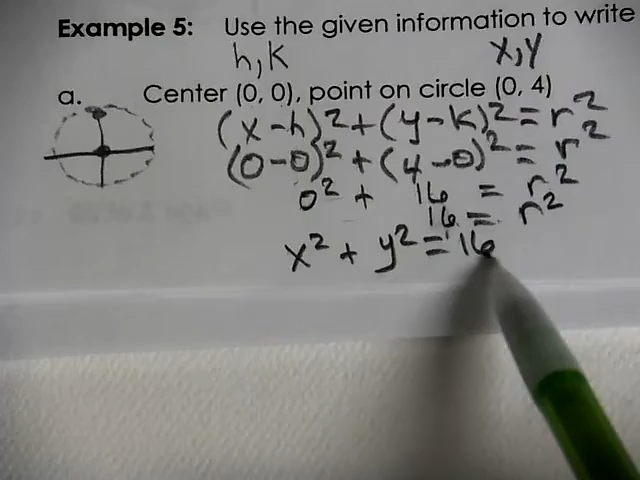 Example 5: Use the given information to write
h, k x, y
a. Center (0, 0), point on circle (0, 4)
(x-h)²+(y-k)²=r²
(0-0)²+(4-0)²=r²
0²+16=r²
16=r²
x²+y²=16